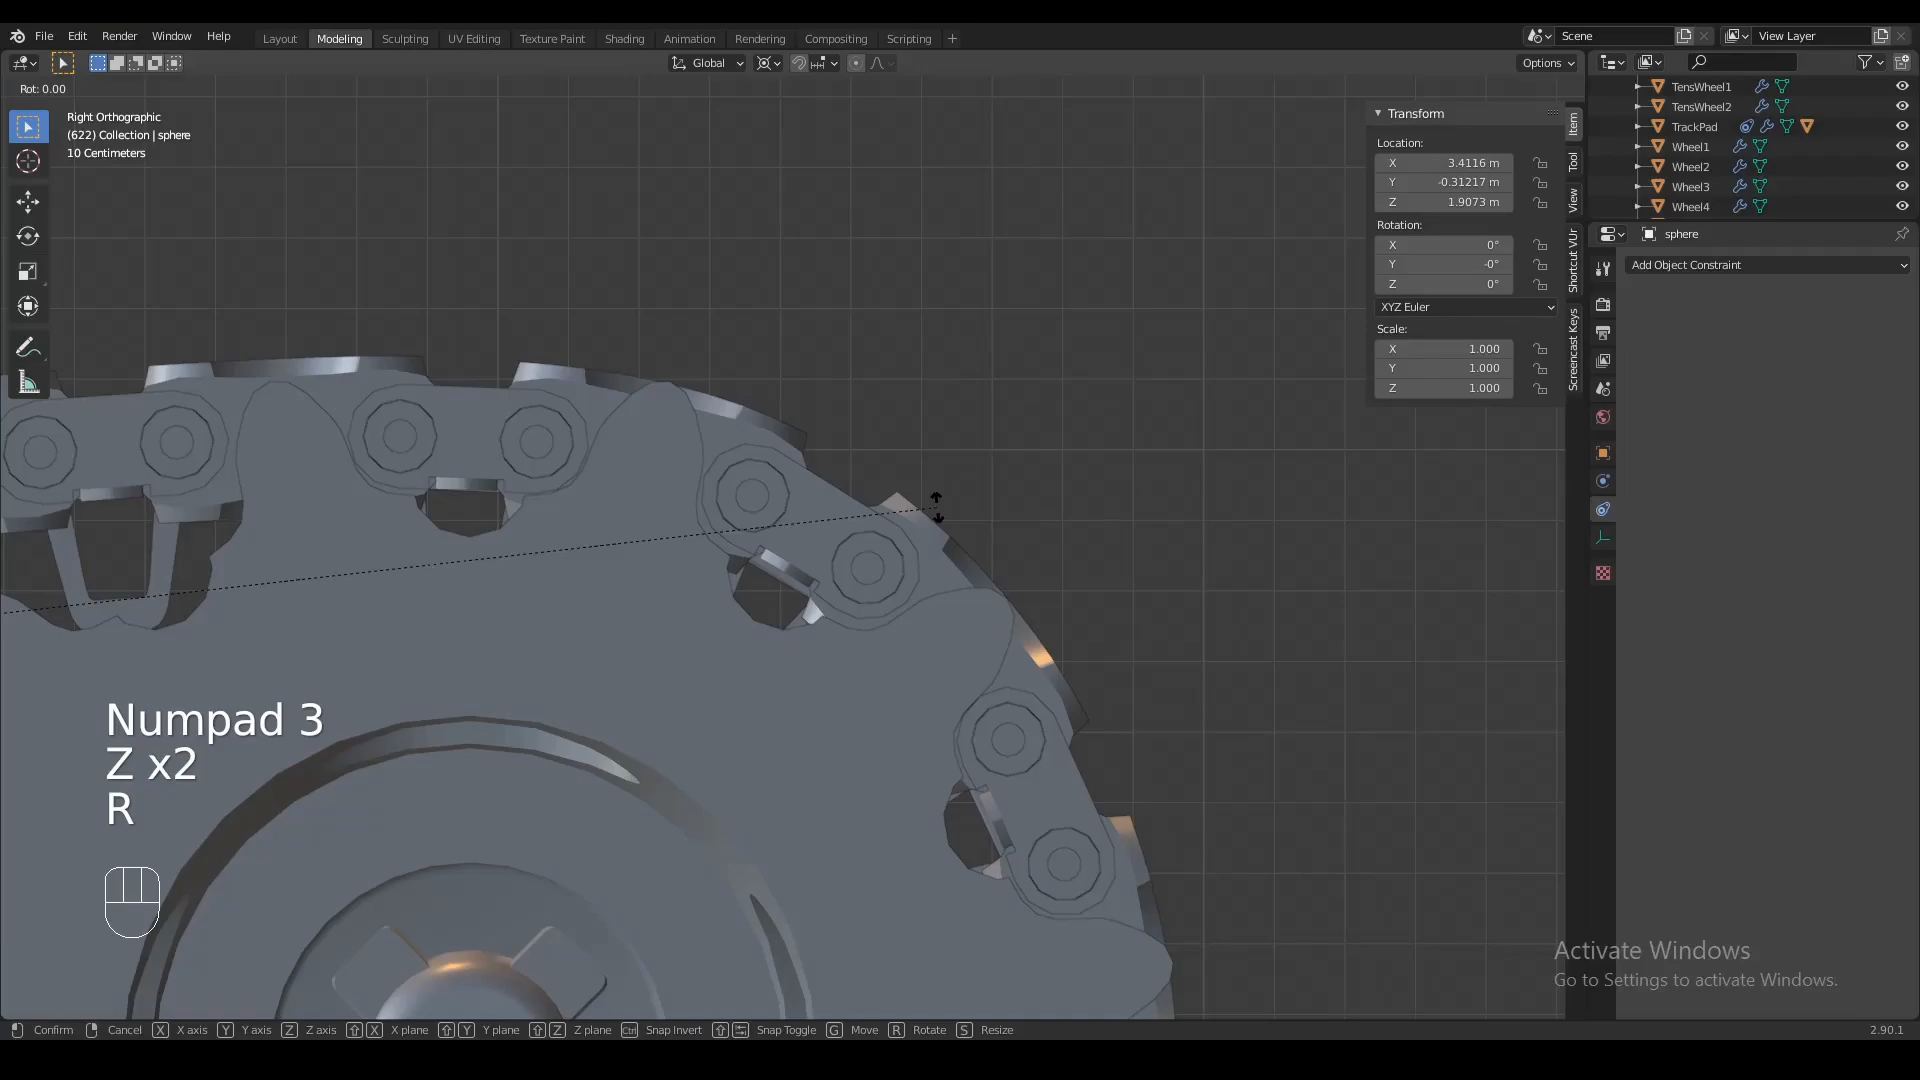 File Edit Render Window Help Layout Modeling Sculpting UV Editing Texture Paint Shading Animation Rendering Compositing Scripting + Scene View Layer
Global Options
Rot: 0.00
Right Orthographic
(622) Collection | sphere
10 Centimeters
Transform
Location:
X 3.4116 m
Y -0.31217 m
Z 1.9073 m
Rotation:
X 0°
Y -0°
Z 0°
XYZ Euler
Scale:
X 1.000
Y 1.000
Z 1.000
Item
Tool
View
Shortcut VUr
Screencast Keys
TensWheel1
TensWheel2
TrackPad
Wheel1
Wheel2
Wheel3
Wheel4
sphere
Add Object Constraint
Numpad 3
Z x2
R
Activate Windows
Go to Settings to activate Windows.
Confirm Cancel X X axis Y Y axis Z Z axis X X plane Y Y plane Z Z plane Ctrl Snap Invert Snap Toggle G Move R Rotate S Resize 2.90.1